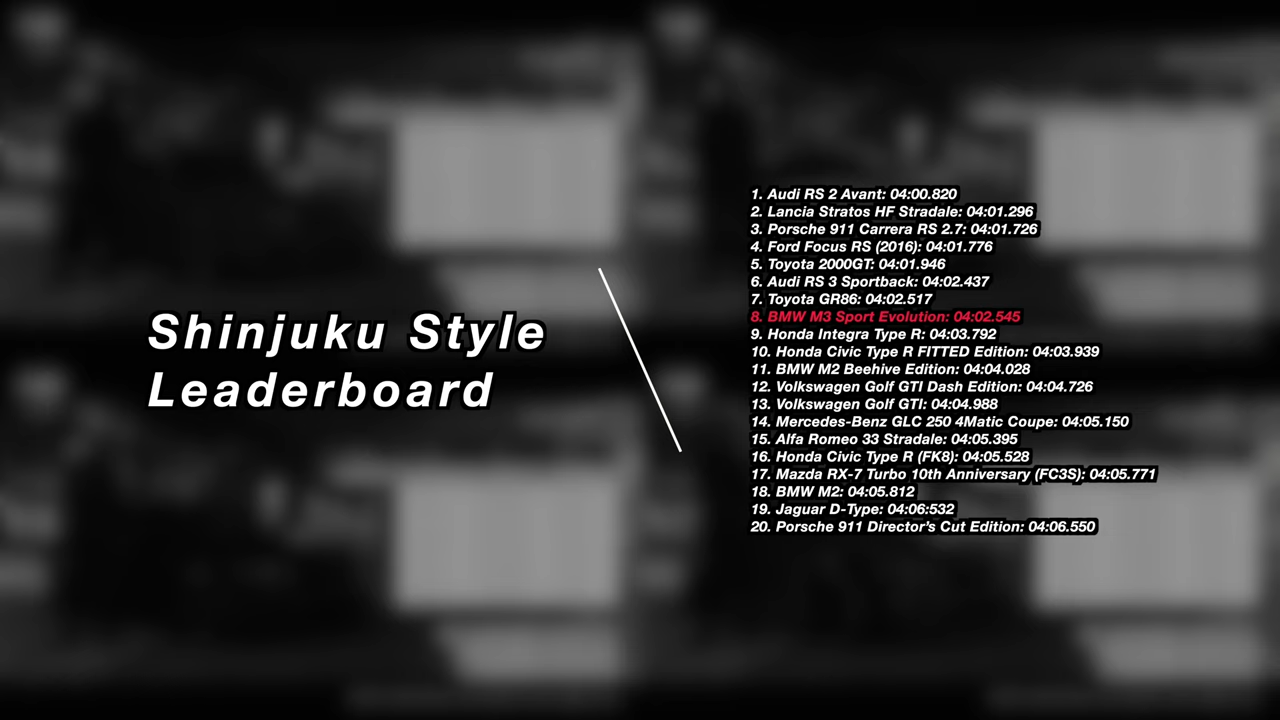 Shinjuku Style
Leaderboard
1. Audi RS 2 Avant: 04:00.820
2. Lancia Stratos HF Stradale: 04:01.296
3. Porsche 911 Carrera RS 2.7: 04:01.726
4. Ford Focus RS (2016): 04:01.776
5. Toyota 2000GT: 04:01.946
6. Audi RS 3 Sportback: 04:02.437
7. Toyota GR86: 04:02.517
8. BMW M3 Sport Evolution: 04:02.545
9. Honda Integra Type R: 04:03.792
10. Honda Civic Type R FITTED Edition: 04:03.939
11. BMW M2 Beehive Edition: 04:04.028
12. Volkswagen Golf GTI Dash Edition: 04:04.726
13. Volkswagen Golf GTI: 04:04.988
14. Mercedes-Benz GLC 250 4Matic Coupe: 04:05.150
15. Alfa Romeo 33 Stradale: 04:05.395
16. Honda Civic Type R (FK8): 04:05.528
17. Mazda RX-7 Turbo 10th Anniversary (FC3S): 04:05.771
18. BMW M2: 04:05.812
19. Jaguar D-Type: 04:06:532
20. Porsche 911 Director’s Cut Edition: 04:06.550